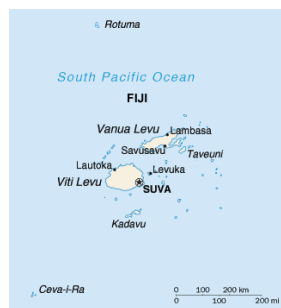 Rotuma
South Pacific Ocean
FIJI
Vanua Levu
Lambasa
Savusavu
Taveuni
Lautoka
Levuka
Viti Levu
SUVA
Kadavu
Ceva-I-Ra
0 100 200 km
0 100 200 mi